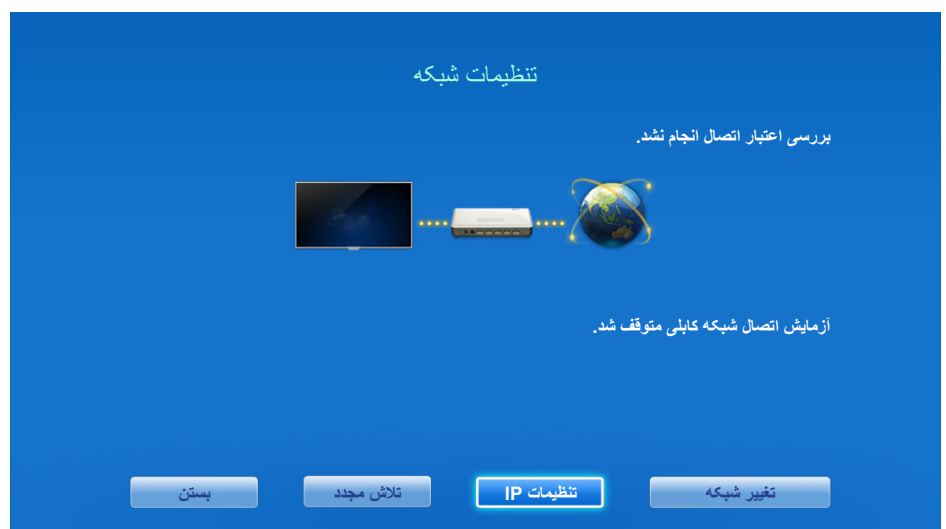 تنظیمات شبکه
بررسی اعتبار اتصال انجام نشد.
SAMSUNG
آزمایش اتصال شبکه کابلی متوقف شد.
تغییر شبکه
تنظیمات IP
تلاش مجدد
بستن